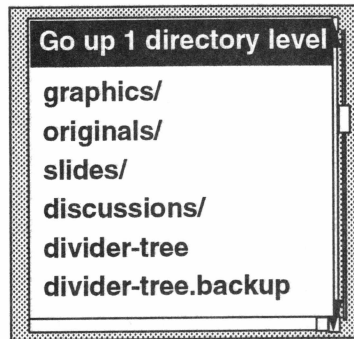 Go up 1 directory level
graphics/
originals/
slides/
discussions/
divider-tree
divider-tree.backup